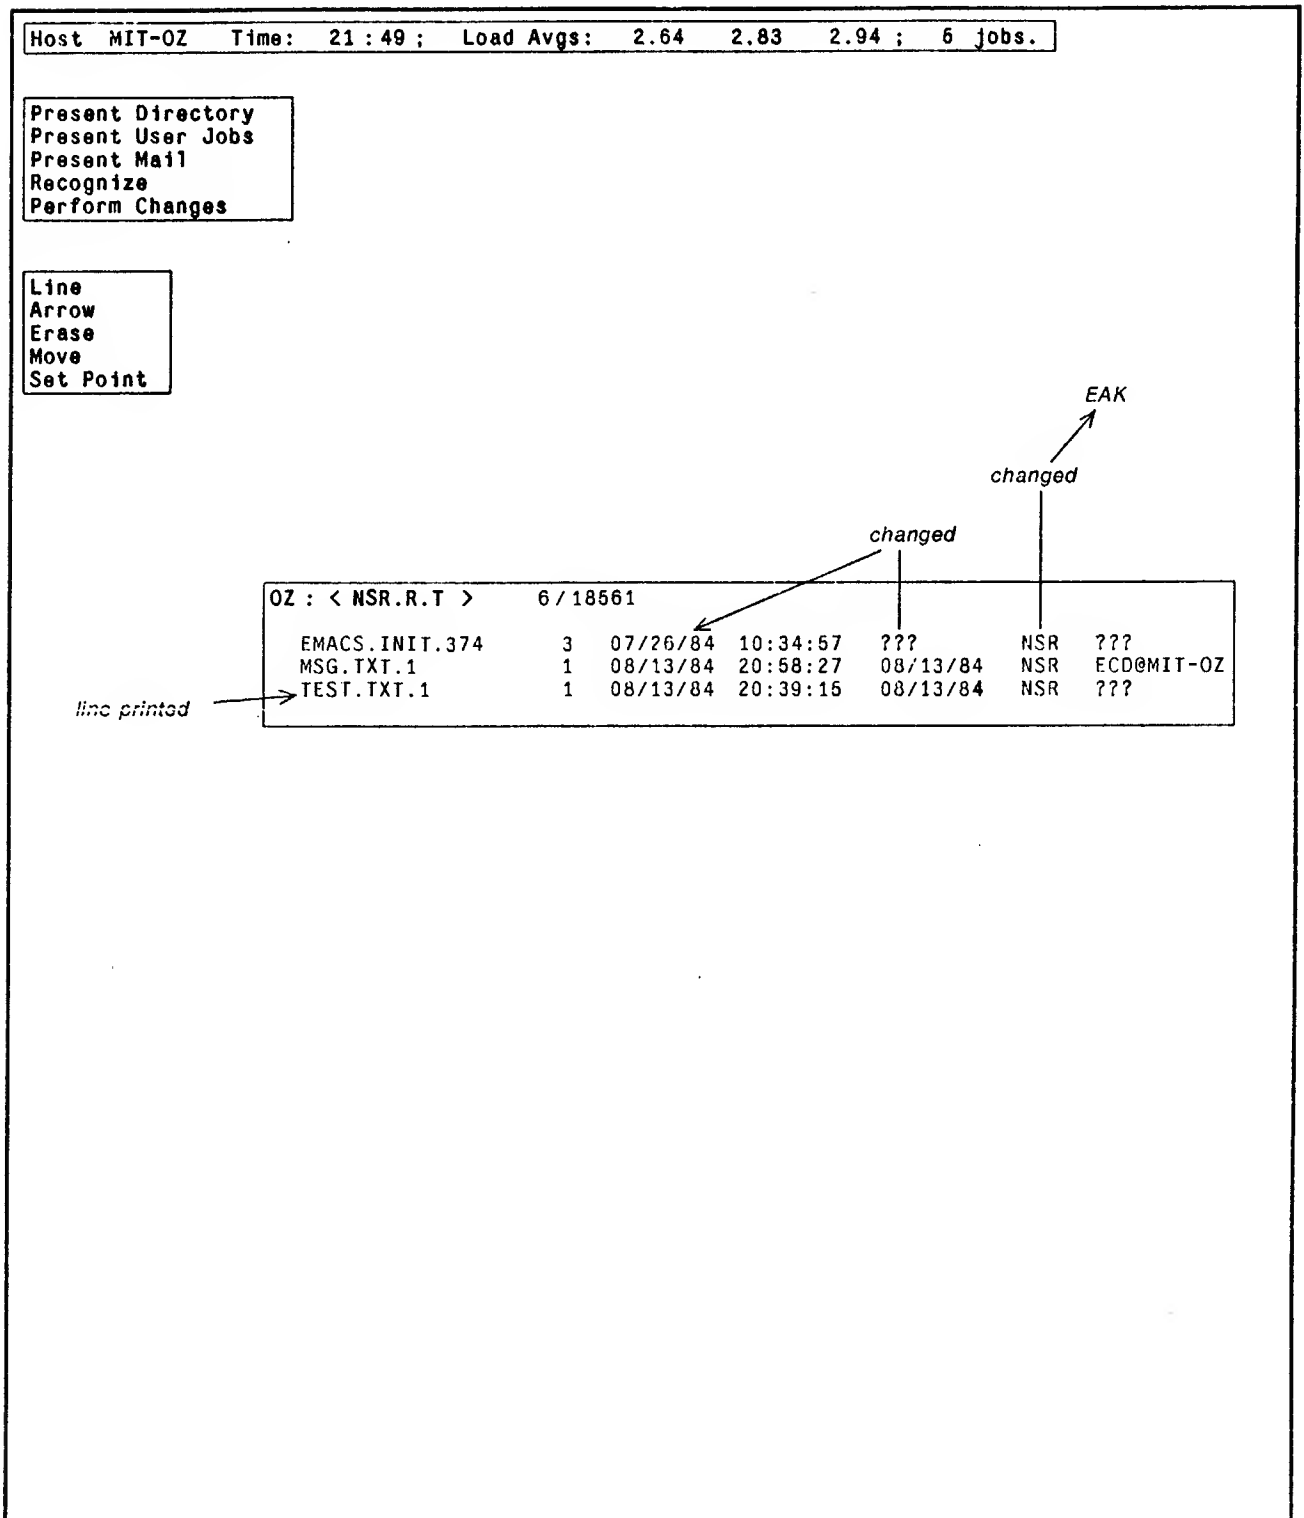 Host MIT-OZ Time: 21:49; Load Avgs: 2.64 2.83 2.94; 6 jobs.
Present Directory
Present User Jobs
Present Mail
Recognize
Perform Changes
Line
Arrow
Erase
Move
Set Point
EAK
changed
changed
OZ: < NSR.R.T > 6/18561
EMACS.INIT.374 3 07/26/84 10:34:57 ??? NSR ???
MSG.TXT.1 1 08/13/84 20:58:27 08/13/84 NSR ECD@MIT-OZ
TEST.TXT.1 1 08/13/84 20:39:15 08/13/84 NSR ???
line printed